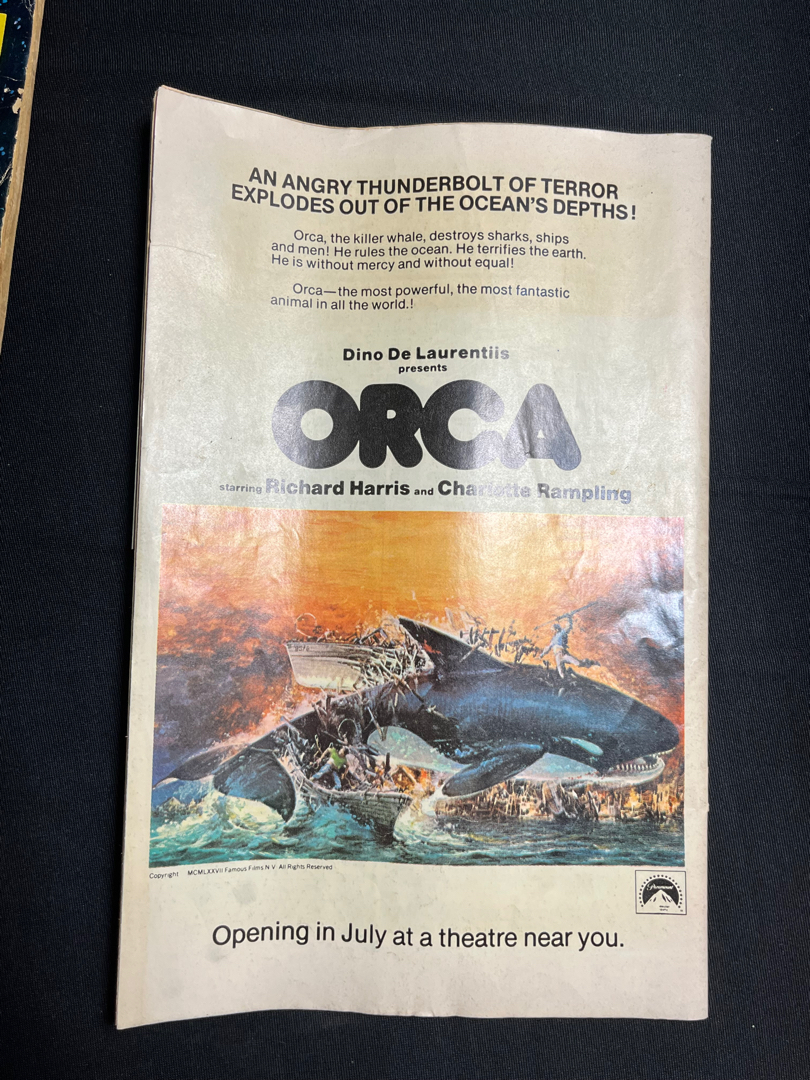 AN ANGRY THUNDERBOLT OF TERROR
EXPLODES OUT OF THE OCEAN'S DEPTHS!
Orca, the killer whale, destroys sharks, ships
and men! He rules the ocean. He terrifies the earth.
He is without mercy and without equal!
Orca—the most powerful, the most fantastic
animal in all the world.!
Dino De Laurentiis
presents
ORCA
starring Richard Harris and Charlotte Rampling
Copyright MCMLXXVII Famous Films N V All Rights Reserved
Paramount
Opening in July at a theatre near you.